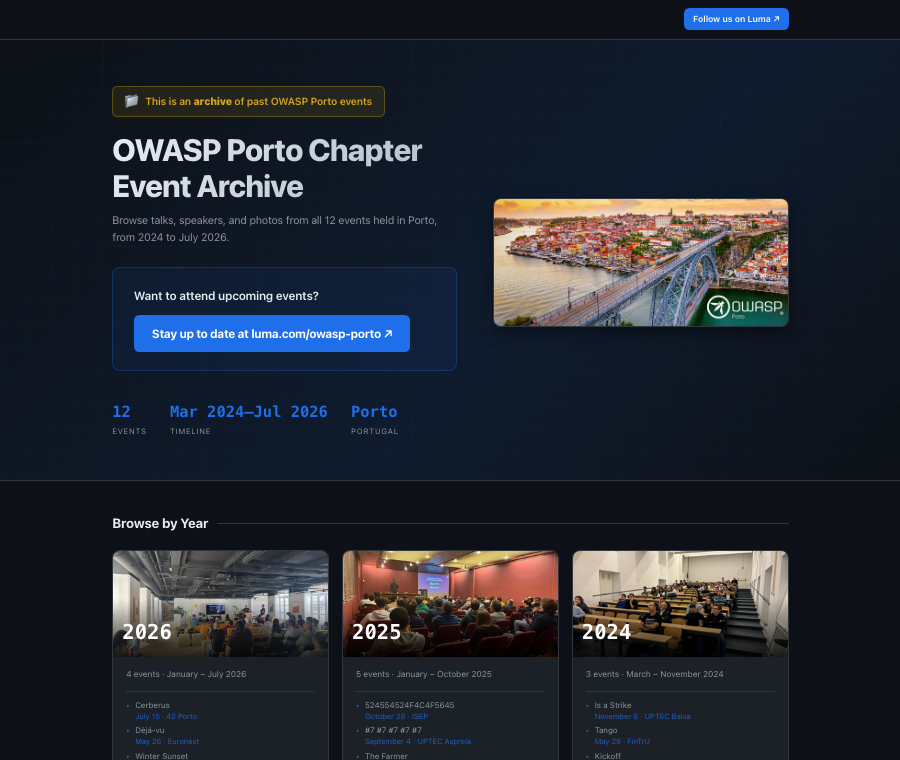 Follow us on Luma ↗
This is an archive of past OWASP Porto events
OWASP Porto Chapter
Event Archive
Browse talks, speakers, and photos from all 12 events held in Porto,
from 2024 to July 2026.
OWASP
Porto
Want to attend upcoming events?
Stay up to date at luma.com/owasp-porto ↗
12
EVENTS
Mar 2024—Jul 2026
TIMELINE
Porto
PORTUGAL
Browse by Year
2026
4 events · January – July 2026
• Cerberus
July 15 · 42 Porto
• Déjà-vu
May 26 · Euronext
• Winter Sunset
2025
5 events · January – October 2025
• 524554524F4C4F5645
October 28 · ISEP
• #7 #7 #7 #7 #7
September 4 · UPTEC Asprela
• The Farmer
2024
3 events · March – November 2024
• Is a Strike
November 6 · UPTEC Baixa
• Tango
May 29 · FinTrU
• Kickoff